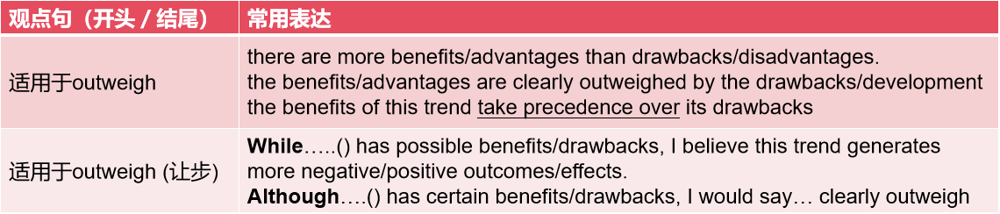 观点句（开头 / 结尾） 常用表达
适用于outweigh
there are more benefits/advantages than drawbacks/disadvantages.
the benefits/advantages are clearly outweighed by the drawbacks/development
the benefits of this trend take precedence over its drawbacks
适用于outweigh (让步)
While…..() has possible benefits/drawbacks, I believe this trend generates
more negative/positive outcomes/effects.
Although….() has certain benefits/drawbacks, I would say… clearly outweigh